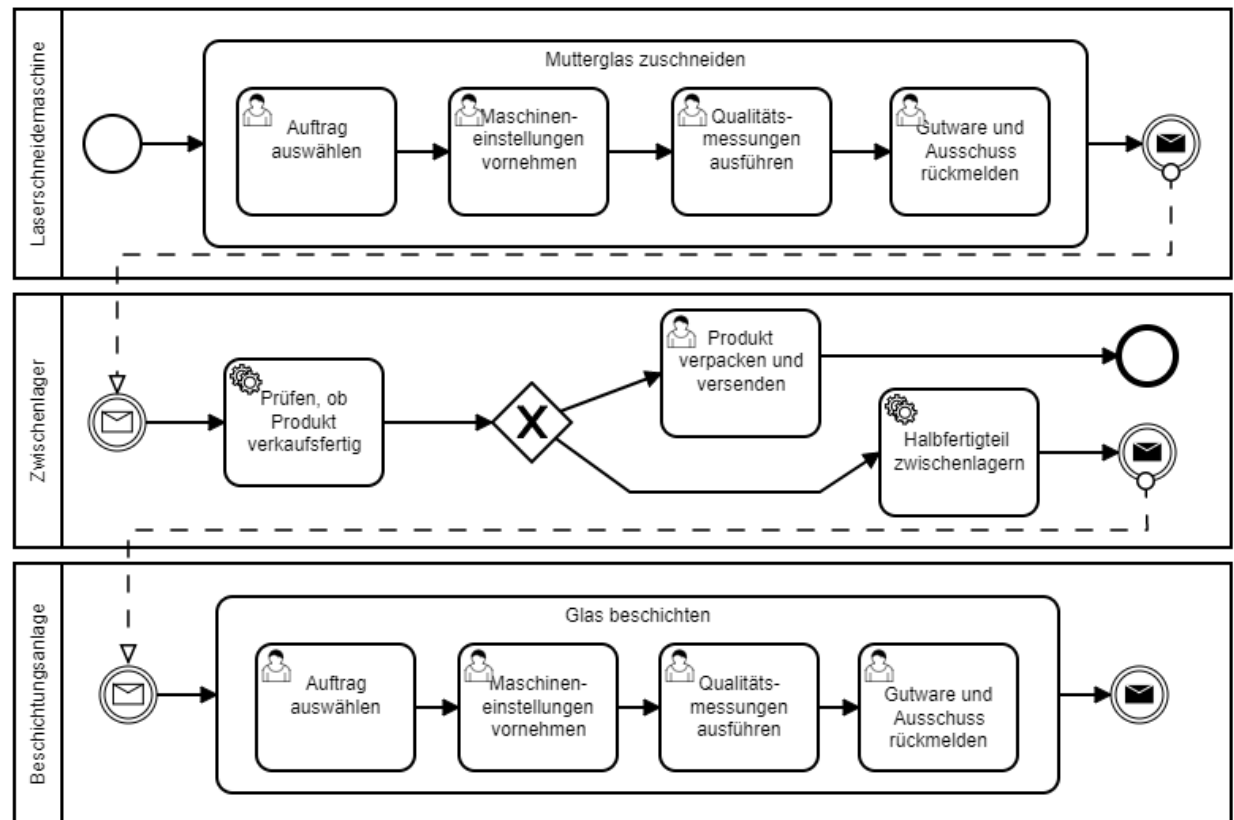 Laserschneidemaschine
Mutterglas zuschneiden
Auftrag
auswählen
Maschinen-
einstellungen
vornehmen
Qualitäts-
messungen
ausführen
Gutware und
Ausschuss
rückmelden
Zwischenlager
Prüfen, ob
Produkt
verkaufsfertig
X
Produkt
verpacken und
versenden
Halbfertigteil
zwischenlagern
Beschichtungsanlage
Glas beschichten
Auftrag
auswählen
Maschinen-
einstellungen
vornehmen
Qualitäts-
messungen
ausführen
Gutware und
Ausschuss
rückmelden